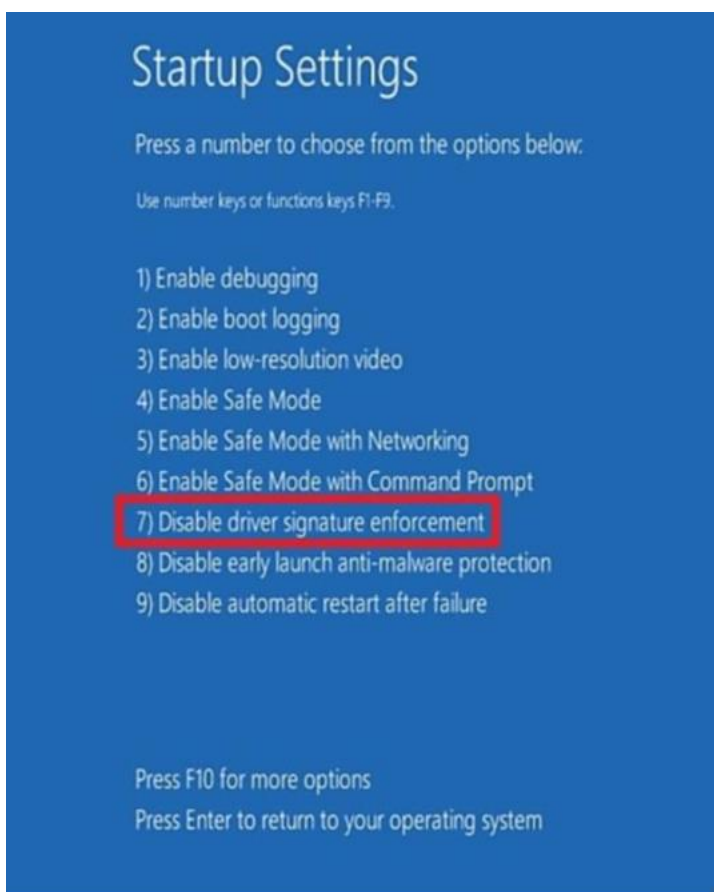 Startup Settings
Press a number to choose from the options below:
Use number keys or functions keys F1-F9.
1) Enable debugging
2) Enable boot logging
3) Enable low-resolution video
4) Enable Safe Mode
5) Enable Safe Mode with Networking
6) Enable Safe Mode with Command Prompt
7) Disable driver signature enforcement
8) Disable early launch anti-malware protection
9) Disable automatic restart after failure
Press F10 for more options
Press Enter to return to your operating system